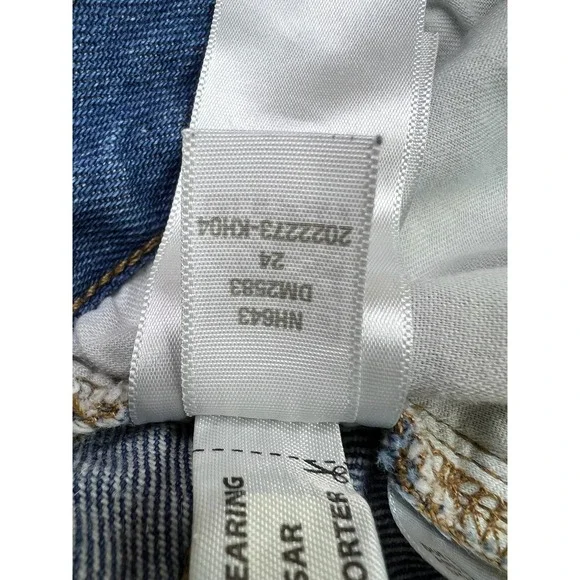 NH643
DM2583
24
2022273-KH04
EARING
SAR
ORTER